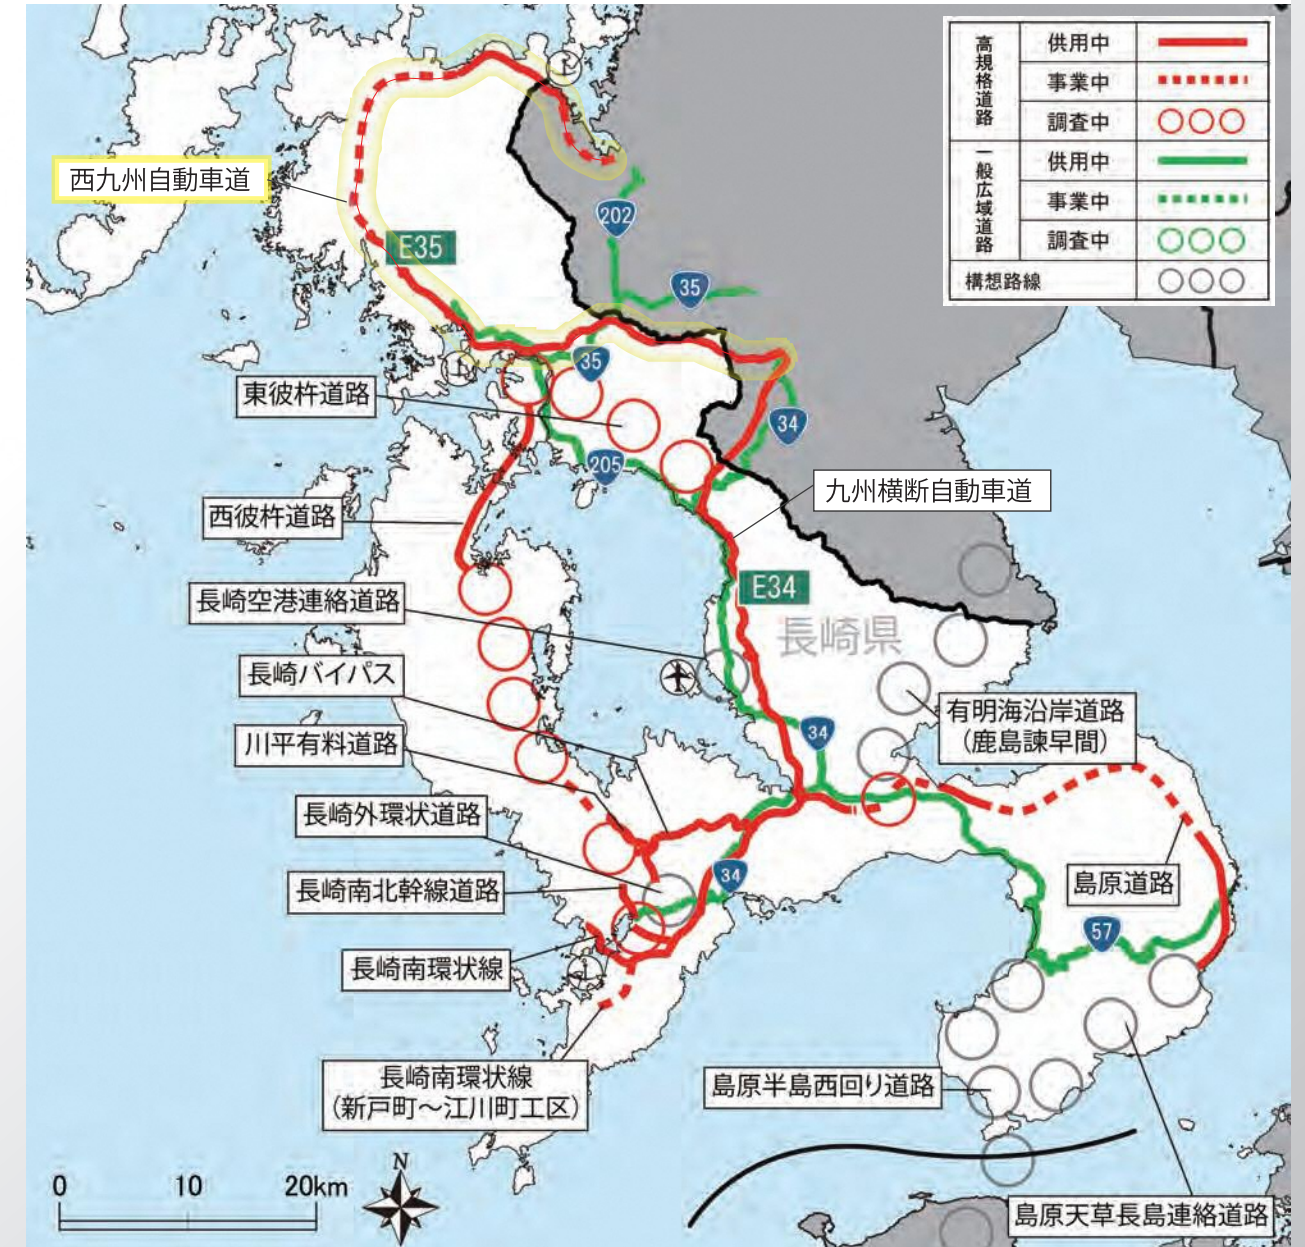 高規格道路
供用中
事業中
調査中
一般広域道路
供用中
事業中
調査中
構想路線
西九州自動車道
E35
202
35
35
34
東彼杵道路
205
九州横断自動車道
西彼杵道路
E34
長崎空港連絡道路
長崎県
長崎バイパス
有明海沿岸道路
(鹿島諫早間)
川平有料道路
34
長崎外環状道路
34
島原道路
長崎南北幹線道路
57
長崎南環状線
長崎南環状線
(新戸町~江川町工区)
島原半島西回り道路
島原天草長島連絡道路
N
0 10 20km